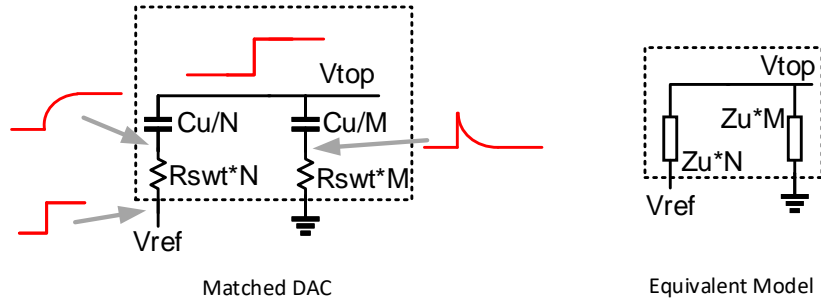 Vtop
Cu/N
Cu/M
Rswt*N
Rswt*M
Vref
Matched DAC
Vtop
Zu*M
Zu*N
Vref
Equivalent Model